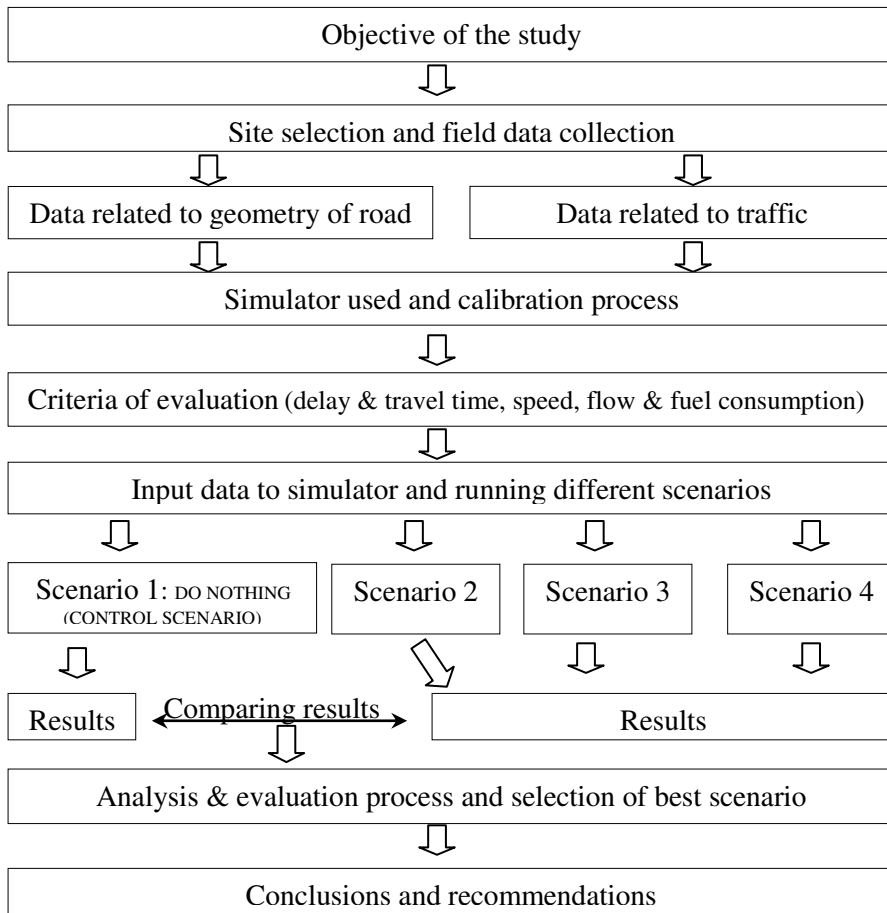 Objective of the study
Site selection and field data collection
Data related to geometry of road
Data related to traffic
Simulator used and calibration process
Criteria of evaluation (delay & travel time, speed, flow & fuel consumption)
Input data to simulator and running different scenarios
Scenario 1: DO NOTHING
(CONTROL SCENARIO)
Scenario 2
Scenario 3
Scenario 4
Results
Comparing results
Results
Analysis & evaluation process and selection of best scenario
Conclusions and recommendations